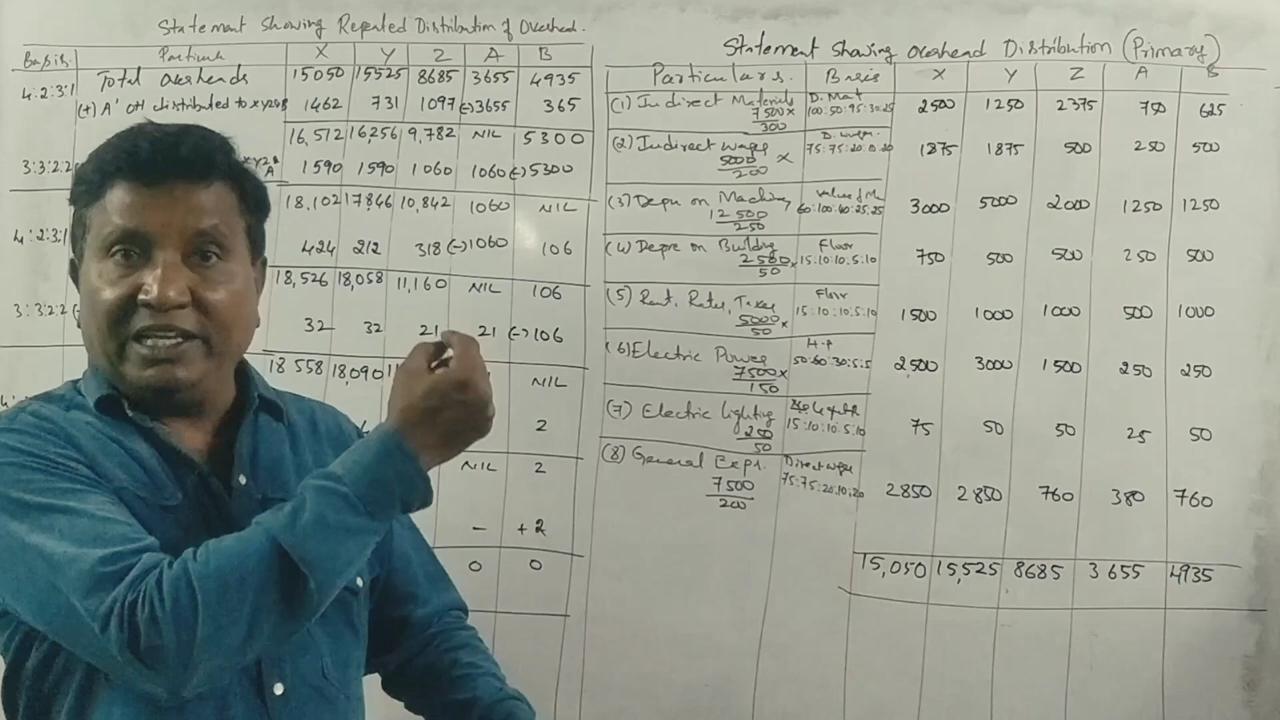 Statement Showing Repeated Distribution of Overhead.
Basis. Particulars X Y Z A B
Total overheads 15050 15525 8685 3655 4935
4:2:3:1
(+) A' OH distributed to XYZ&B 1462 731 1097 (-)3655 365
16,512 16,256 9,782 NIL 5300
3:3:2:2 XYZ& A 1590 1590 1060 1060 (-)5300
18,102 17,846 10,842 1060 NIL
4:2:3:1
424 212 318 (-)1060 106
18,526 18,058 11,160 NIL 106
3:3:2:2
32 32 21 21 (-)106
18 558 18,090 NIL
2
NIL 2
- +2
0 0
Statement Showing Overhead Distribution (Primary)
Particulars. Basis X Y Z A B
(1) Indirect Materials D. Mat 2500 1250 2375 750 625
7500 x 100:50:95:30:25
300
(2) Indirect Wages D. wages. 1875 1875 500 250 500
5000 x 75:75:20:10:20
200
(3) Depn on Machinery Value of M 3000 5000 2000 1250 1250
12500 60:100:40:25:25
250
(4) Depre on Building Floor 750 500 500 250 500
2500 x 15:10:10:5:10
50
(5) Rent, Rates, Taxes Floor 1500 1000 1000 500 1000
5000 x 15:10:10:5:10
50
(6) Electric Power H.P 2500 3000 1500 250 250
7500 x 50:60:30:5:5
150
(7) Electric lighting 75 50 50 25 50
250 15:10:10:5:10
50
(8) General Exps. Direct wages 2850 2850 760 380 760
7500 75:75:20:10:20
200
15,050 15,525 8685 3655 4935